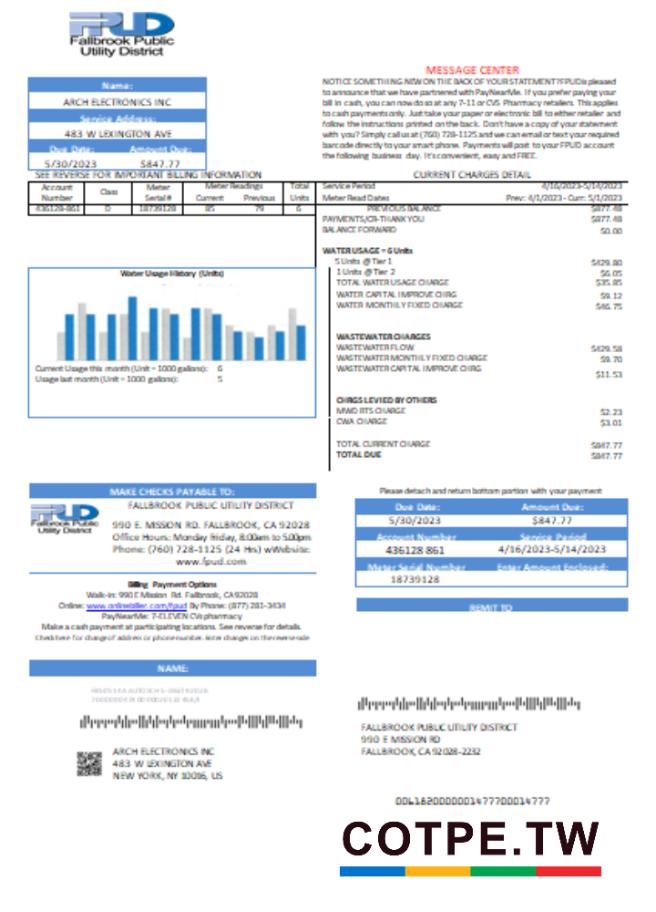 FPUD
Fallbrook Public
Utility District
MESSAGE CENTER
NOTICE SOMETHING NEW ON THE BACK OF YOUR STATEMENT? FPUD is pleased
to announce that we have partnered with PayNearMe. If you prefer paying your
bill in cash, you can now do so at any 7-11 or CVS Pharmacy retailers. This applies
to cash payments only. Just take your paper or electronic bill to either retailer and
follow the instructions printed on the back. Don't have a copy of your statement
with you? Simply call us at (760) 728-1125 and we can email or text your required
barcode directly to your smart phone. Payments will post to your FPUD account
the following business day. It's convenient, easy and FREE.
Name:
ARCH ELECTRONICS INC
Service Address:
483 W LEXINGTON AVE
Due Date: Amount Due:
5/30/2023 $847.77
SEE REVERSE FOR IMPORTANT BILLING INFORMATION
Account Number Class Meter Serial # Meter Readings Current Previous Total Units
436128-861 D 18739128 85 79 6
CURRENT CHARGES DETAIL
Service Period 4/16/2023-5/14/2023
Meter Read Dates Prev: 4/1/2023 - Curr: 5/1/2023
PREVIOUS BALANCE $877.48
PAYMENTS/CR-THANK YOU $877.48
BALANCE FORWARD $0.00
WATER USAGE = 6 Units
5 Units @ Tier 1 $429.80
1 Units @ Tier 2 $6.05
TOTAL WATER USAGE CHARGE $35.85
WATER CAPITAL IMPROVE CHRG $9.12
WATER MONTHLY FIXED CHARGE $46.75
WASTEWATER CHARGES
WASTEWATER FLOW $429.58
WASTEWATER MONTHLY FIXED CHARGE $9.70
WASTEWATER CAPITAL IMPROVE CHRG $11.53
CHRGS LEVIED BY OTHERS
MWD RTS CHARGE $2.23
CWA CHARGE $3.01
TOTAL CURRENT CHARGE $847.77
TOTAL DUE $847.77
Water Usage History (Units)
Current Usage this month (Unit = 1000 gallons): 6
Usage last month (Unit = 1000 gallons): 5
MAKE CHECKS PAYABLE TO:
FPUD
Fallbrook Public
Utility District
FALLBROOK PUBLIC UTILITY DISTRICT
990 E. MISSION RD. FALLBROOK, CA 92028
Office Hours: Monday Friday, 8:00am to 5:00pm
Phone: (760) 728-1125 (24 Hrs) wWebsite:
www.fpud.com
Billing Payment Options
Walk-in: 990 E Mission Rd. Fallbrook, CA 92028
Online: www.onlinebiller.com/fpud By Phone: (877) 281-3434
PayNearMe: 7-ELEVEN CVs pharmacy
Make a cash payment at participating locations. See reverse for details.
Check here for change of address or phone number. Enter changes on the reverse side
Please detach and return bottom portion with your payment
Due Date: Amount Due:
5/30/2023 $847.77
Account Number Service Period
436128 861 4/16/2023-5/14/2023
Meter Serial Number Enter Amount Enclosed:
18739128
REMIT TO
NAME:
ARCH ELECTRONICS INC
483 W LEXINGTON AVE
NEW YORK, NY 10016, US
FALLBROOK PUBLIC UTILITY DISTRICT
990 E MISSION RD
FALLBROOK, CA 92028-2232
COTPE.TW